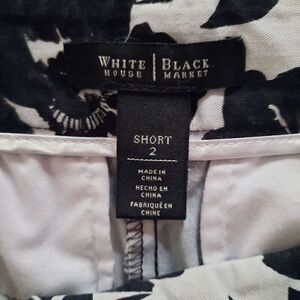 WHITE | BLACK
HOUSE | MARKET
SHORT
2
MADE IN
CHINA
HECHO EN
CHINA
FABRIQUÉ EN
CHINE